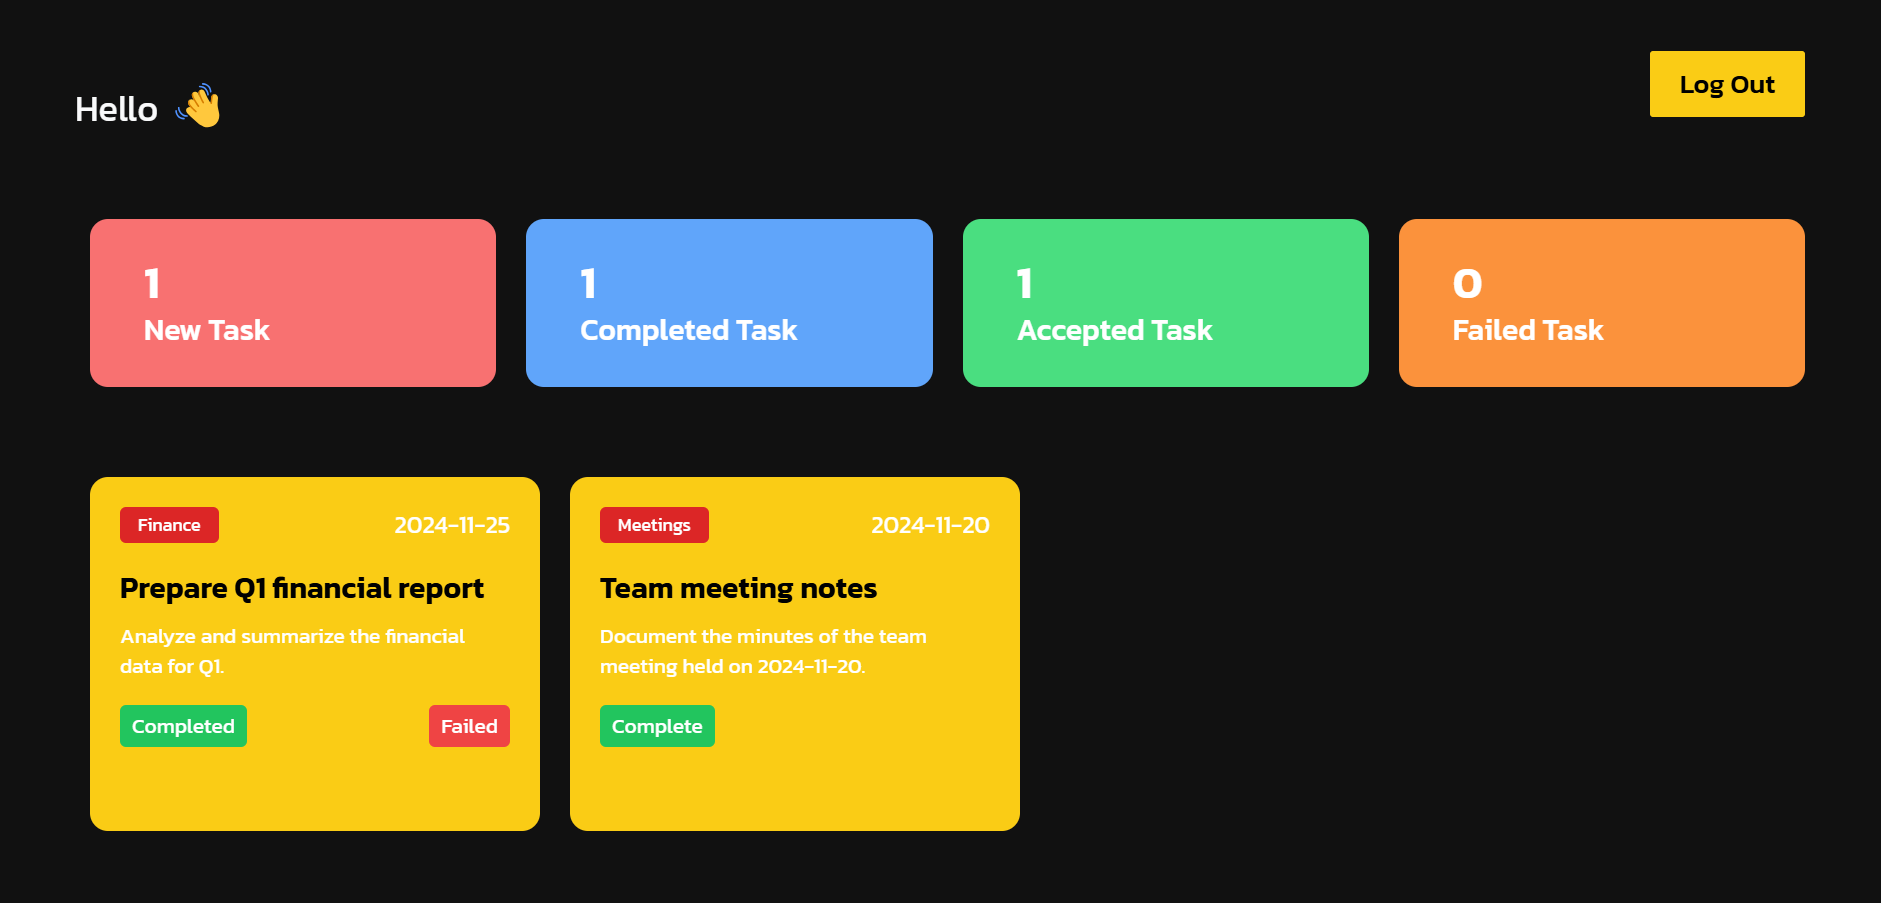 Hello 👋
Log Out
1
New Task
1
Completed Task
1
Accepted Task
0
Failed Task
Finance
2024-11-25
Prepare Q1 financial report
Analyze and summarize the financial
data for Q1.
Completed
Failed
Meetings
2024-11-20
Team meeting notes
Document the minutes of the team
meeting held on 2024-11-20.
Complete